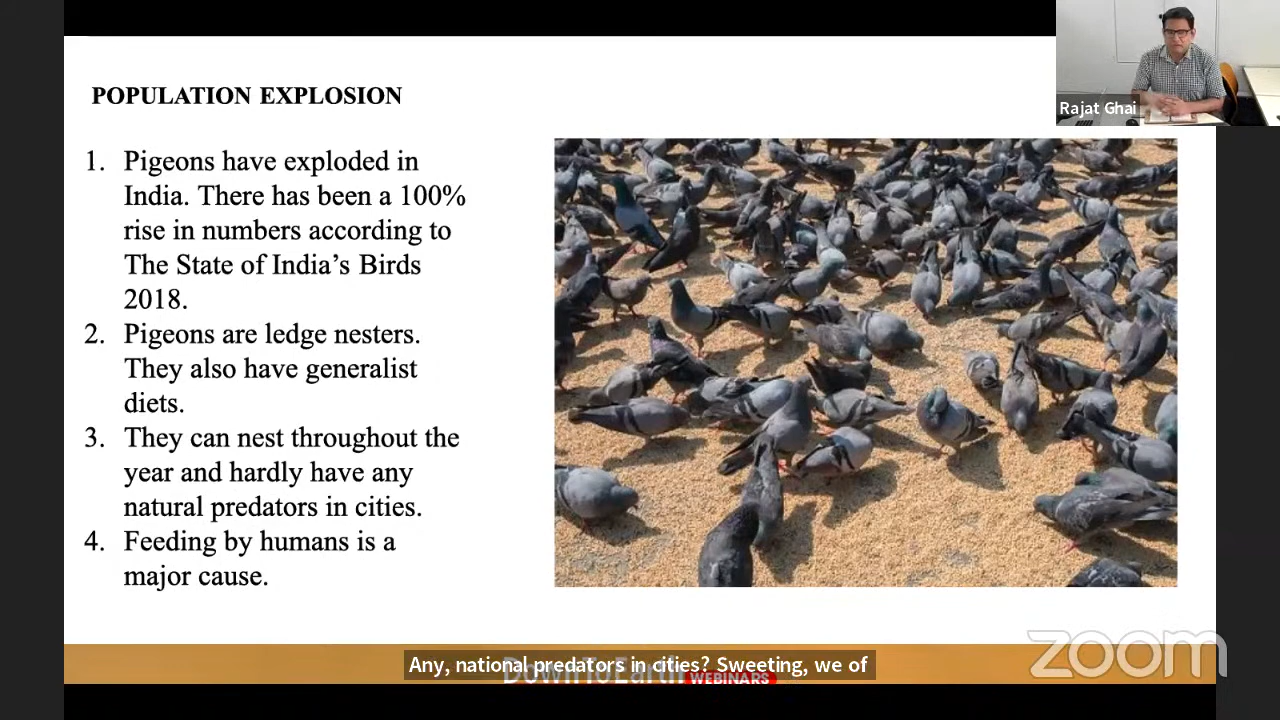 Rajat Ghai
POPULATION EXPLOSION
1. Pigeons have exploded in
India. There has been a 100%
rise in numbers according to
The State of India’s Birds
2018.
2. Pigeons are ledge nesters.
They also have generalist
diets.
3. They can nest throughout the
year and hardly have any
natural predators in cities.
4. Feeding by humans is a
major cause.
zoom
Any, national predators in cities? Sweeting, we of
DownToEarth WEBINARS